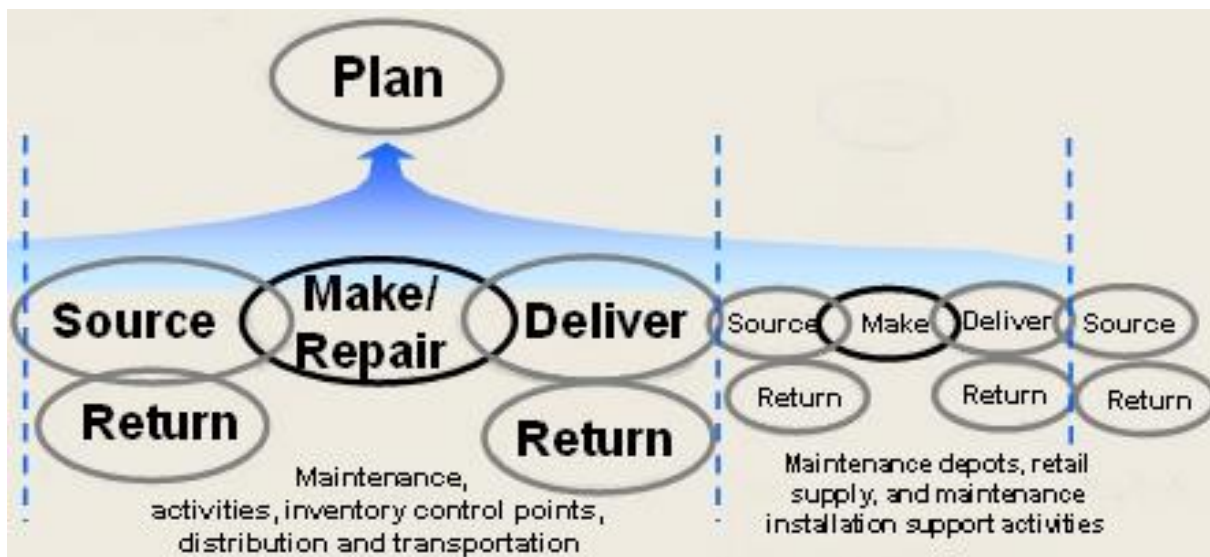 Plan
Source
Make/
Repair
Deliver
Source
Make
Deliver
Source
Return
Return
Return
Return
Return
Maintenance,
activities, inventory control points,
distribution and transportation
Maintenance depots, retail
supply, and maintenance
installation support activities